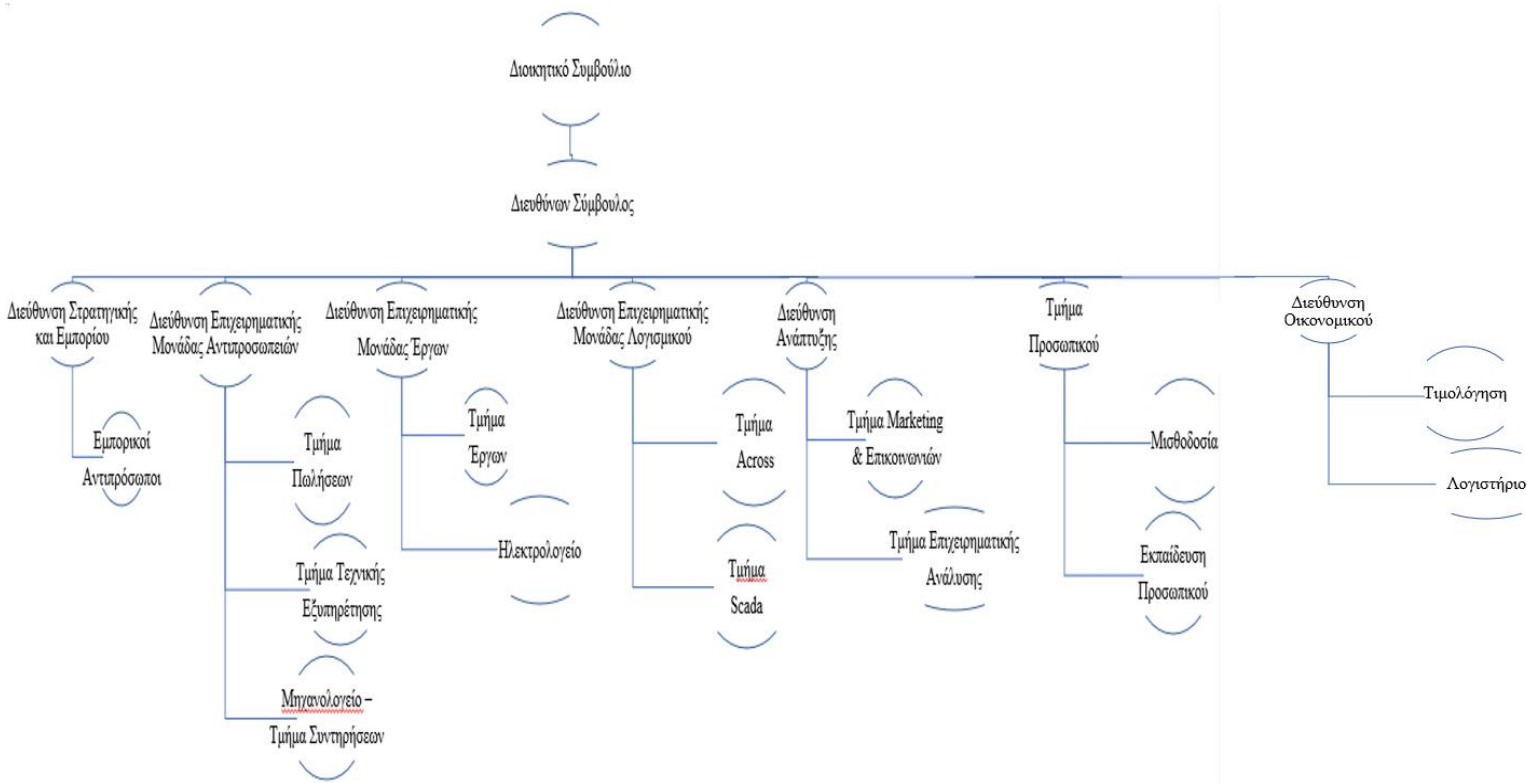 Διοικητικό Συμβούλιο
Διευθύνων Σύμβουλος
Διεύθυνση Στρατηγικής
και Εμπορίου
Διεύθυνση Επιχειρηματικής
Μονάδας Αντιπροσωπειών
Διεύθυνση Επιχειρηματικής
Μονάδας Έργων
Διεύθυνση Επιχειρηματικής
Μονάδας Λογισμικού
Διεύθυνση
Ανάπτυξης
Τμήμα
Προσωπικού
Διεύθυνση
Οικονομικού
Εμπορικοί
Αντιπρόσωποι
Τμήμα
Πωλήσεων
Τμήμα Τεχνικής
Εξυπηρέτησης
Μηχανολογείο –
Τμήμα Συντηρήσεων
Τμήμα
Έργων
Ηλεκτρολογείο
Τμήμα
Across
Τμήμα
Scada
Τμήμα Marketing
& Επικοινωνιών
Τμήμα Επιχειρηματικής
Ανάλυσης
Μισθοδοσία
Εκπαίδευση
Προσωπικού
Τιμολόγηση
Λογιστήριο